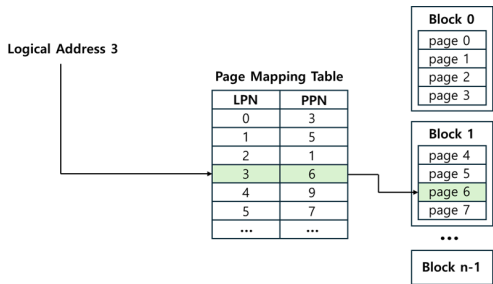 Logical Address 3
Page Mapping Table
LPN PPN
0 3
1 5
2 1
3 6
4 9
5 7
... ...
Block 0
page 0
page 1
page 2
page 3
Block 1
page 4
page 5
page 6
page 7
...
Block n-1